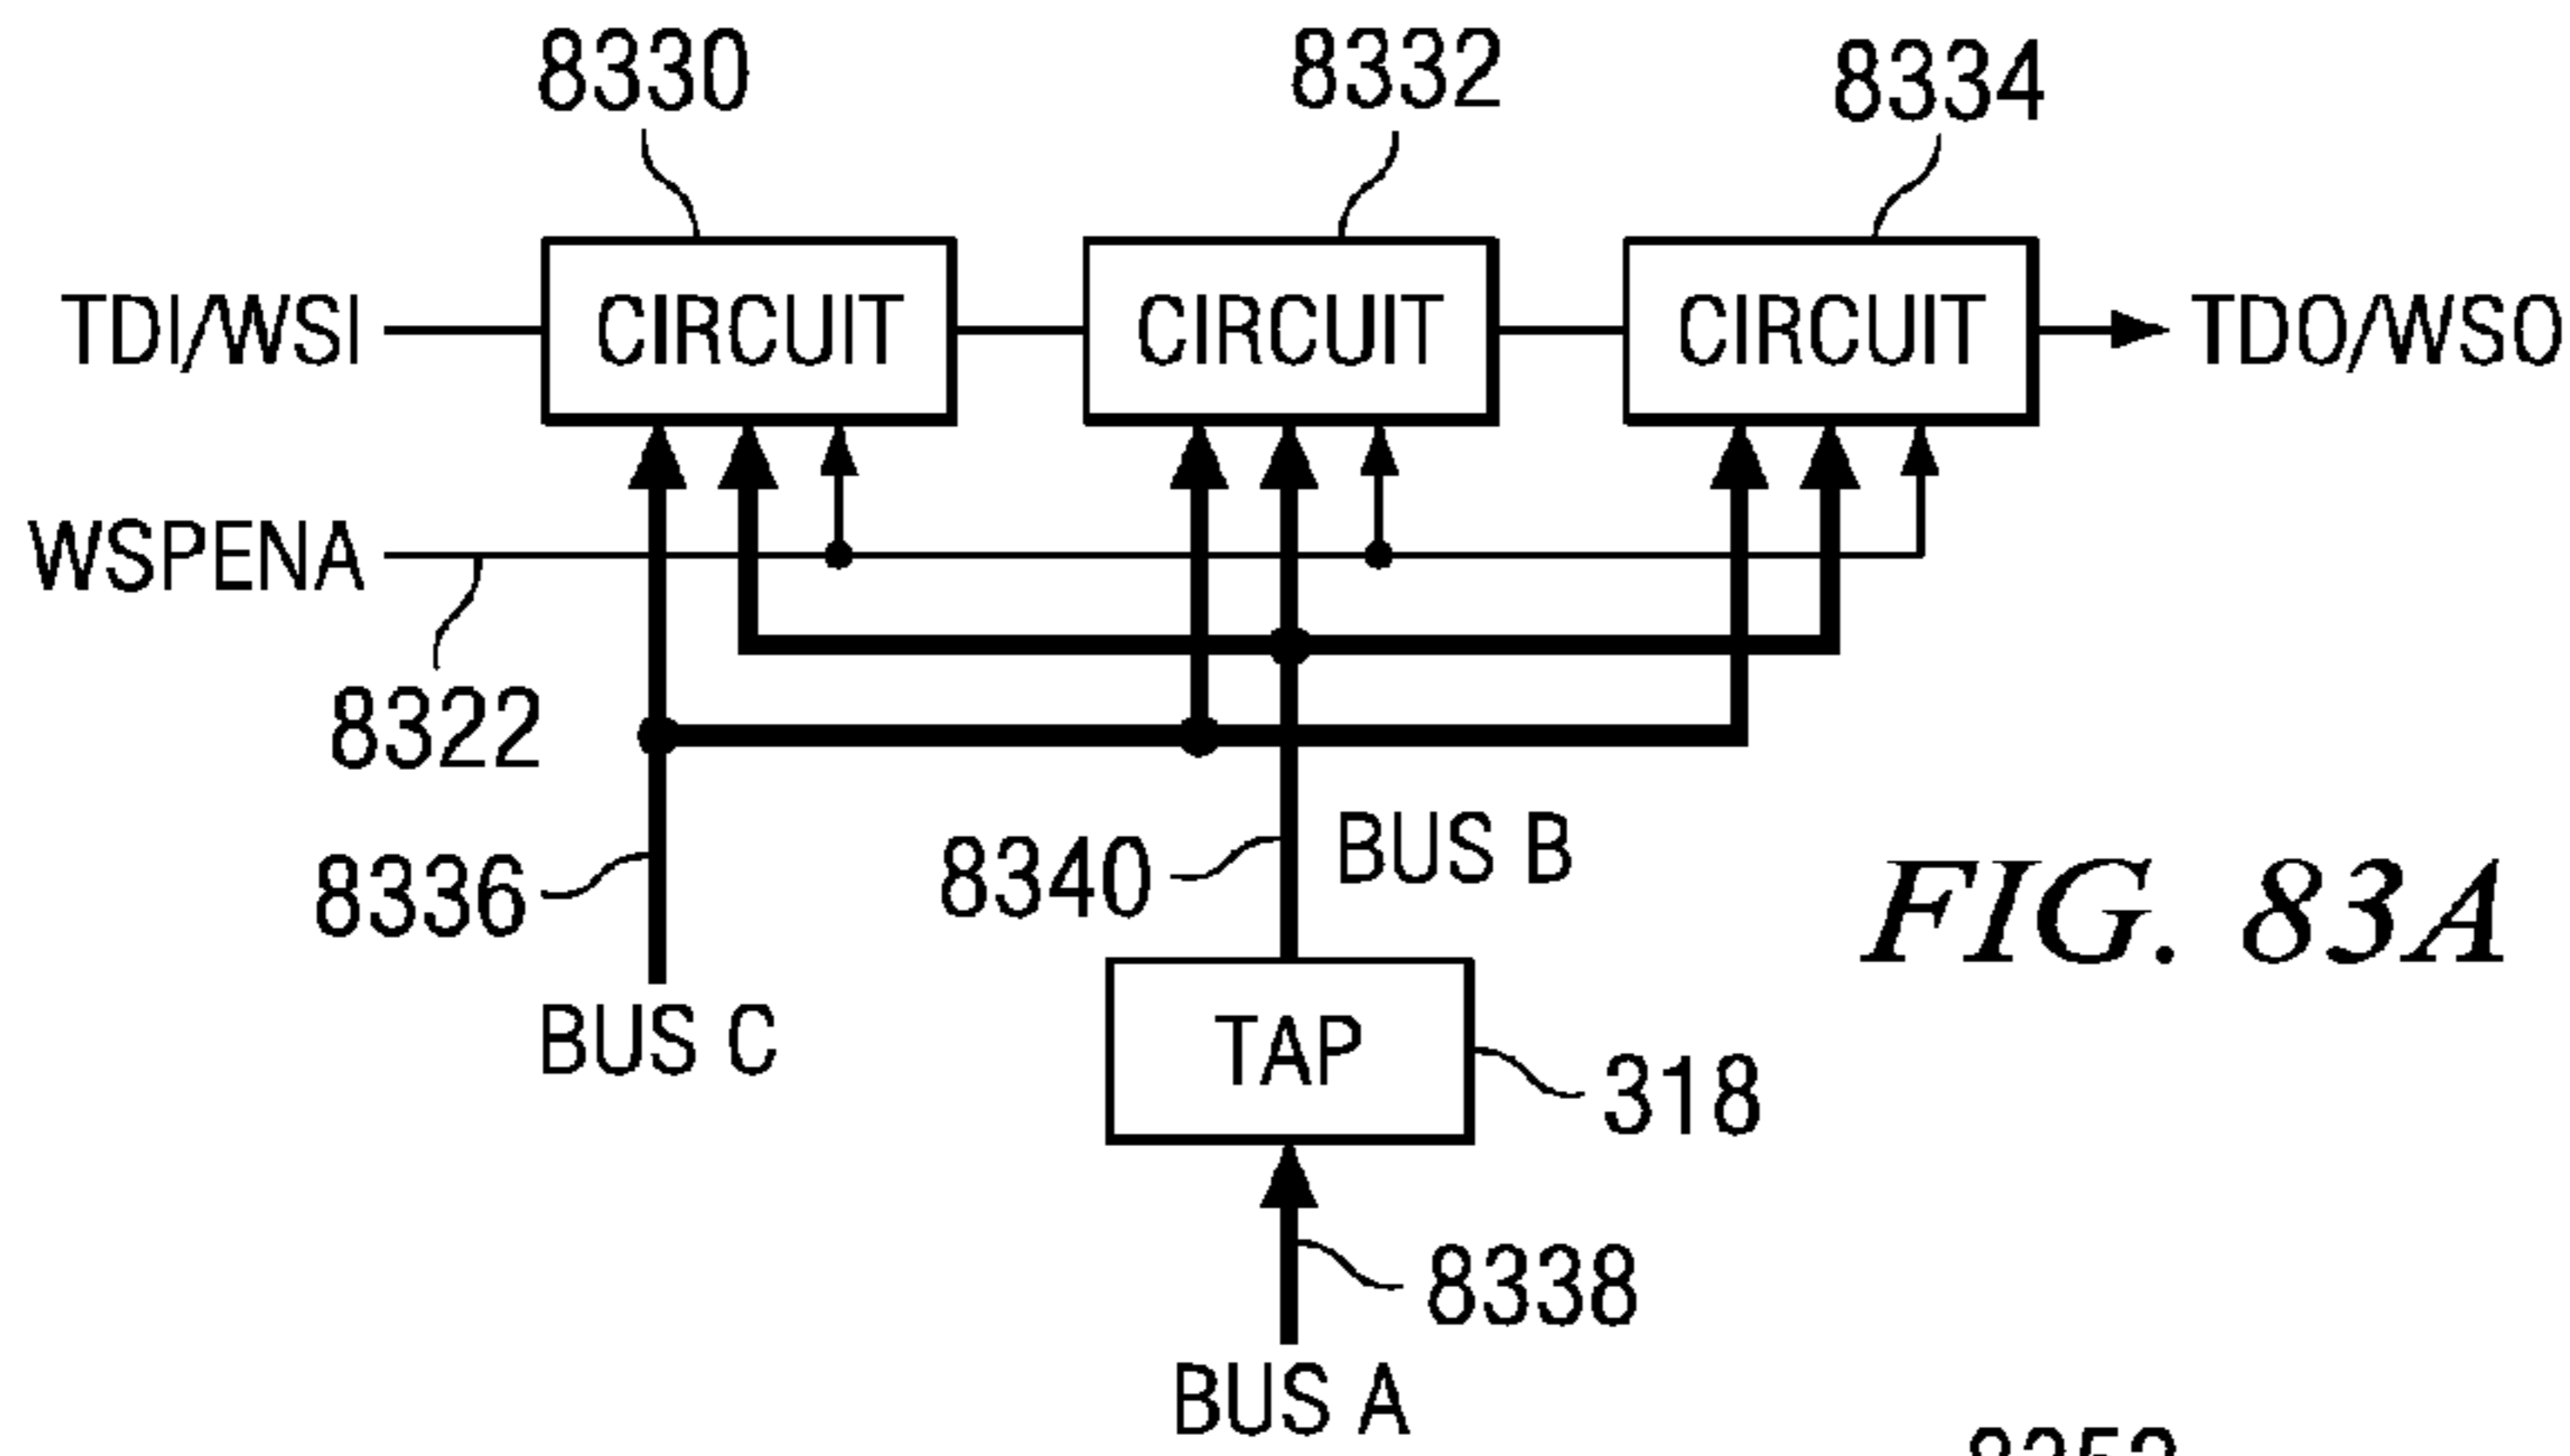 8330
8332
8334
TDI/WSI
CIRCUIT
CIRCUIT
CIRCUIT
TDO/WSO
WSPENA
8322
8336
8340
BUS B
FIG. 83A
BUS C
TAP
318
8338
BUS A